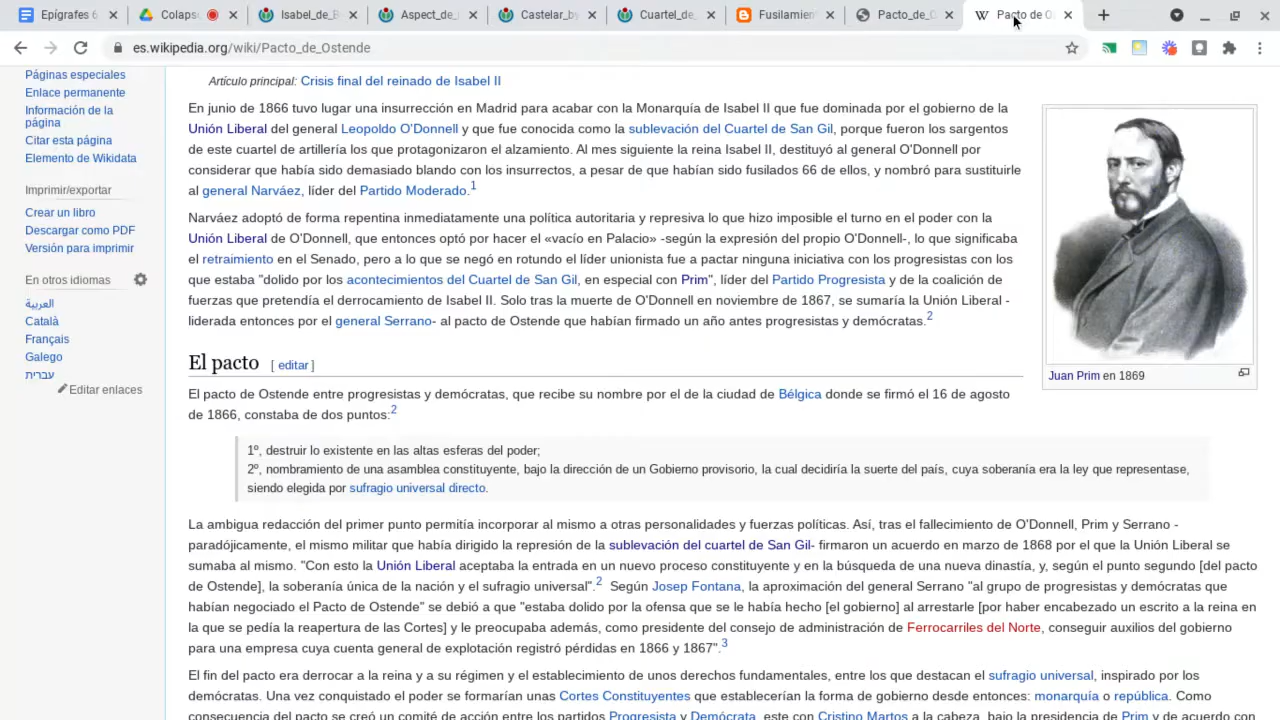 Epígrafes 6
Colaps
Isabel_de_B
Aspect_de_
Castelar_by
Cuartel_de_
Fusilamien
Pacto_de_O
Pacto de O
es.wikipedia.org/wiki/Pacto_de_Ostende
Páginas especiales
Enlace permanente
Información de la
página
Citar esta página
Elemento de Wikidata
Imprimir/exportar
Crear un libro
Descargar como PDF
Versión para imprimir
En otros idiomas
العربية
Català
Français
Galego
עברית
Editar enlaces
Artículo principal: Crisis final del reinado de Isabel II
En junio de 1866 tuvo lugar una insurrección en Madrid para acabar con la Monarquía de Isabel II que fue dominada por el gobierno de la
Unión Liberal del general Leopoldo O'Donnell y que fue conocida como la sublevación del Cuartel de San Gil, porque fueron los sargentos
de este cuartel de artillería los que protagonizaron el alzamiento. Al mes siguiente la reina Isabel II, destituyó al general O'Donnell por
considerar que había sido demasiado blando con los insurrectos, a pesar de que habían sido fusilados 66 de ellos, y nombró para sustituirle
al general Narváez, líder del Partido Moderado.1
Narváez adoptó de forma repentina inmediatamente una política autoritaria y represiva lo que hizo imposible el turno en el poder con la
Unión Liberal de O'Donnell, que entonces optó por hacer el «vacío en Palacio» -según la expresión del propio O'Donnell-, lo que significaba
el retraimiento en el Senado, pero a lo que se negó en rotundo el líder unionista fue a pactar ninguna iniciativa con los progresistas con los
que estaba "dolido por los acontecimientos del Cuartel de San Gil, en especial con Prim", líder del Partido Progresista y de la coalición de
fuerzas que pretendía el derrocamiento de Isabel II. Solo tras la muerte de O'Donnell en noviembre de 1867, se sumaría la Unión Liberal -
liderada entonces por el general Serrano- al pacto de Ostende que habían firmado un año antes progresistas y demócratas.2
Juan Prim en 1869
El pacto [ editar ]
El pacto de Ostende entre progresistas y demócratas, que recibe su nombre por el de la ciudad de Bélgica donde se firmó el 16 de agosto
de 1866, constaba de dos puntos:2
1º, destruir lo existente en las altas esferas del poder;
2º, nombramiento de una asamblea constituyente, bajo la dirección de un Gobierno provisorio, la cual decidiría la suerte del país, cuya soberanía era la ley que representase,
siendo elegida por sufragio universal directo.
La ambigua redacción del primer punto permitía incorporar al mismo a otras personalidades y fuerzas políticas. Así, tras el fallecimiento de O'Donnell, Prim y Serrano -
paradójicamente, el mismo militar que había dirigido la represión de la sublevación del cuartel de San Gil- firmaron un acuerdo en marzo de 1868 por el que la Unión Liberal se
sumaba al mismo. "Con esto la Unión Liberal aceptaba la entrada en un nuevo proceso constituyente y en la búsqueda de una nueva dinastía, y, según el punto segundo [del pacto
de Ostende], la soberanía única de la nación y el sufragio universal".2 Según Josep Fontana, la aproximación del general Serrano "al grupo de progresistas y demócratas que
habían negociado el Pacto de Ostende" se debió a que "estaba dolido por la ofensa que se le había hecho [el gobierno] al arrestarle [por haber encabezado un escrito a la reina en
la que se pedía la reapertura de las Cortes] y le preocupaba además, como presidente del consejo de administración de Ferrocarriles del Norte, conseguir auxilios del gobierno
para una empresa cuya cuenta general de explotación registró pérdidas en 1866 y 1867".3
El fin del pacto era derrocar a la reina y a su régimen y el establecimiento de unos derechos fundamentales, entre los que destacan el sufragio universal, inspirado por los
demócratas. Una vez conquistado el poder se formarían unas Cortes Constituyentes que establecerían la forma de gobierno desde entonces: monarquía o república. Como
consecuencia del pacto se creó un comité de acción entre los partidos Progresista y Demócrata, este con Cristino Martos a la cabeza, bajo la presidencia de Prim y de acuerdo con